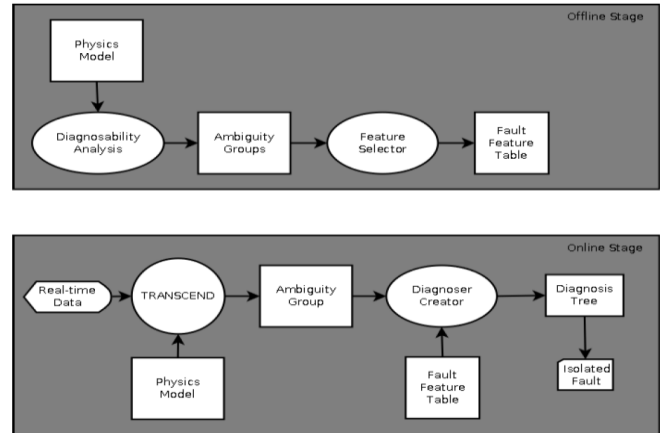 Offline Stage
Physics
Model
Diagnosability
Analysis
Ambiguity
Groups
Feature
Selector
Fault
Feature
Table
Online Stage
Real-time
Data
TRANSCEND
Ambiguity
Group
Diagnoser
Creator
Diagnosis
Tree
Physics
Model
Fault
Feature
Table
Isolated
Fault